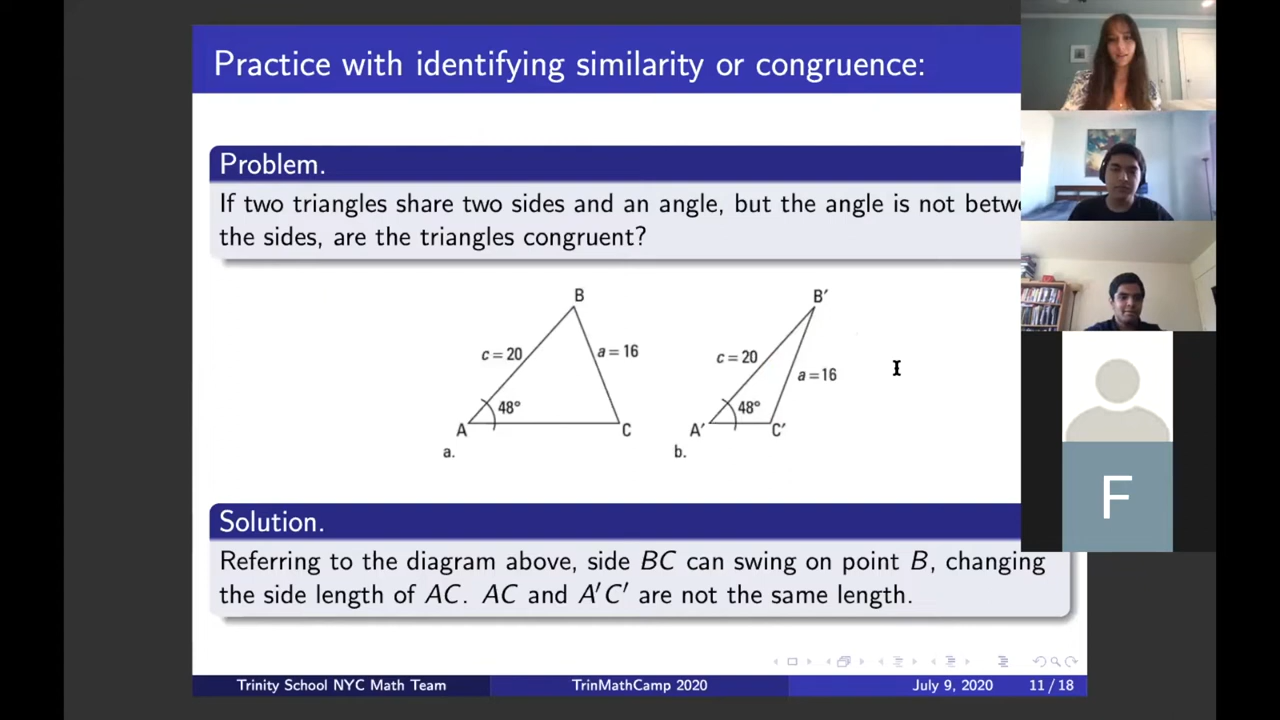 Practice with identifying similarity or congruence:
Problem.
If two triangles share two sides and an angle, but the angle is not
the sides, are the triangles congruent?
B
B′
c = 20
a = 16
c = 20
a = 16
48°
48°
A
C
A′
C′
a.
b.
Solution.
Referring to the diagram above, side BC can swing on point B, changing
the side length of AC. AC and A′C′ are not the same length.
F
Trinity School NYC Math Team
TrinMathCamp 2020
July 9, 2020
11 / 18